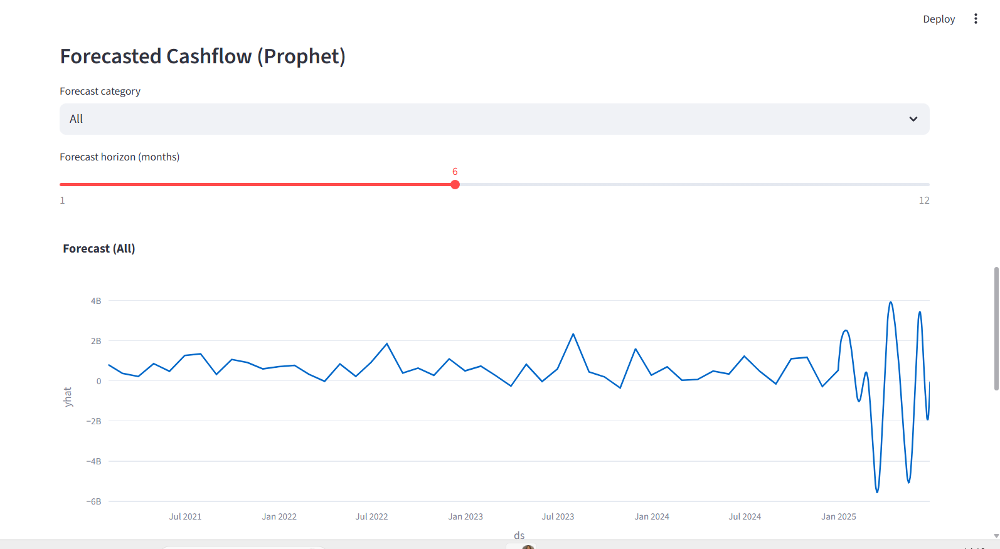 Deploy
Forecasted Cashflow (Prophet)
Forecast category
All
Forecast horizon (months)
6
1 12
Forecast (All)
4B
2B
0
−2B
−4B
−6B
yhat
Jul 2021 Jan 2022 Jul 2022 Jan 2023 Jul 2023 Jan 2024 Jul 2024 Jan 2025
ds